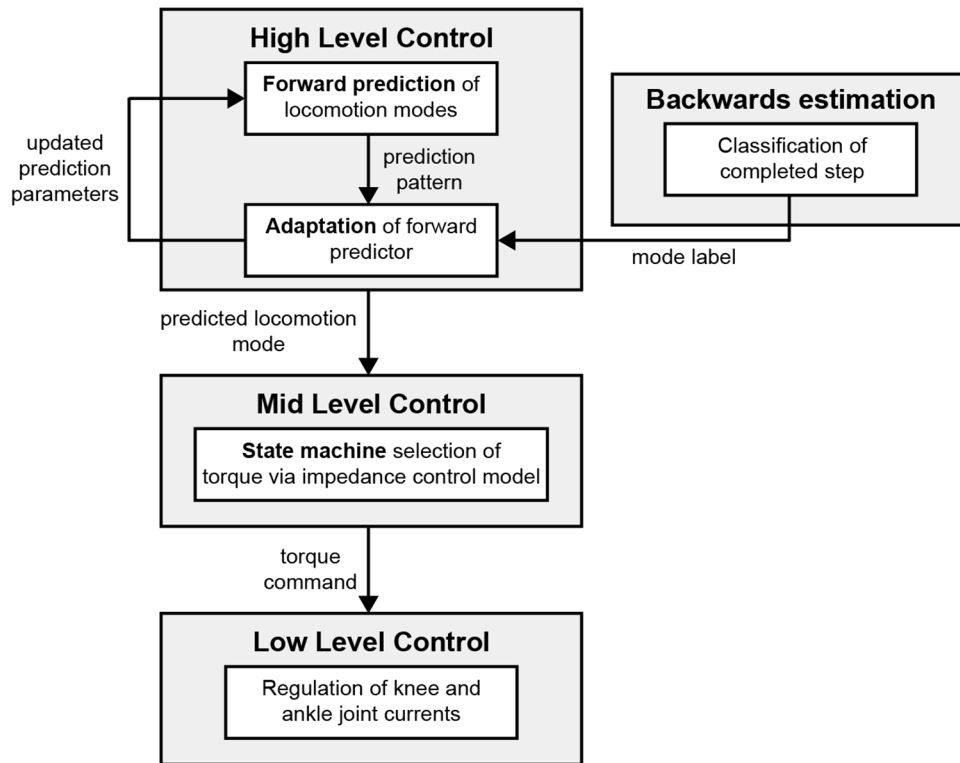 High Level Control
Forward prediction of
locomotion modes
updated
prediction
parameters
prediction
pattern
Adaptation of forward
predictor
Backwards estimation
Classification of
completed step
mode label
predicted locomotion
mode
Mid Level Control
State machine selection of
torque via impedance control model
torque
command
Low Level Control
Regulation of knee and
ankle joint currents